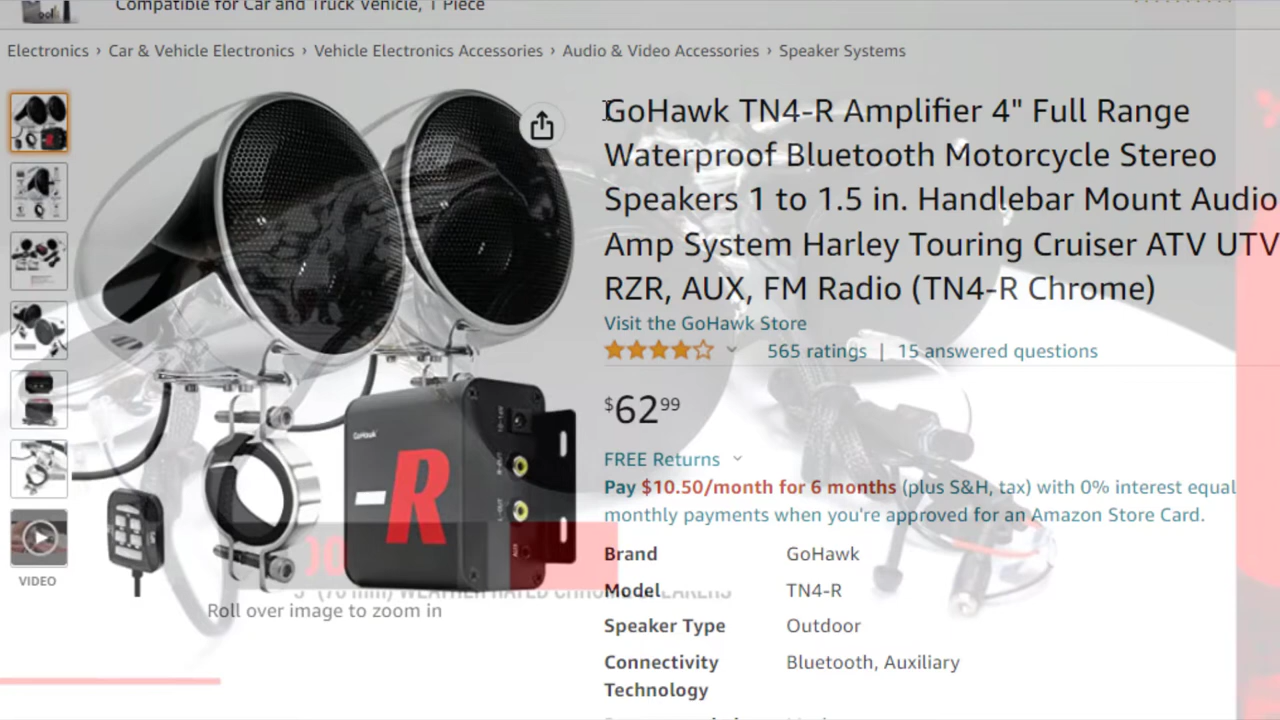 Compatible for Car and Truck Vehicle, 1 Piece
Electronics › Car & Vehicle Electronics › Vehicle Electronics Accessories › Audio & Video Accessories › Speaker Systems
GoHawk TN4-R Amplifier 4" Full Range
Waterproof Bluetooth Motorcycle Stereo
Speakers 1 to 1.5 in. Handlebar Mount Audio
Amp System Harley Touring Cruiser ATV UTV
RZR, AUX, FM Radio (TN4-R Chrome)
Visit the GoHawk Store
565 ratings | 15 answered questions
$62.99
FREE Returns
Pay $10.50/month for 6 months (plus S&H, tax) with 0% interest equal
monthly payments when you're approved for an Amazon Store Card.
Brand GoHawk
Model TN4-R
Speaker Type Outdoor
Connectivity Bluetooth, Auxiliary
Technology
GoHawk
R
AUX
VIDEO
Roll over image to zoom in